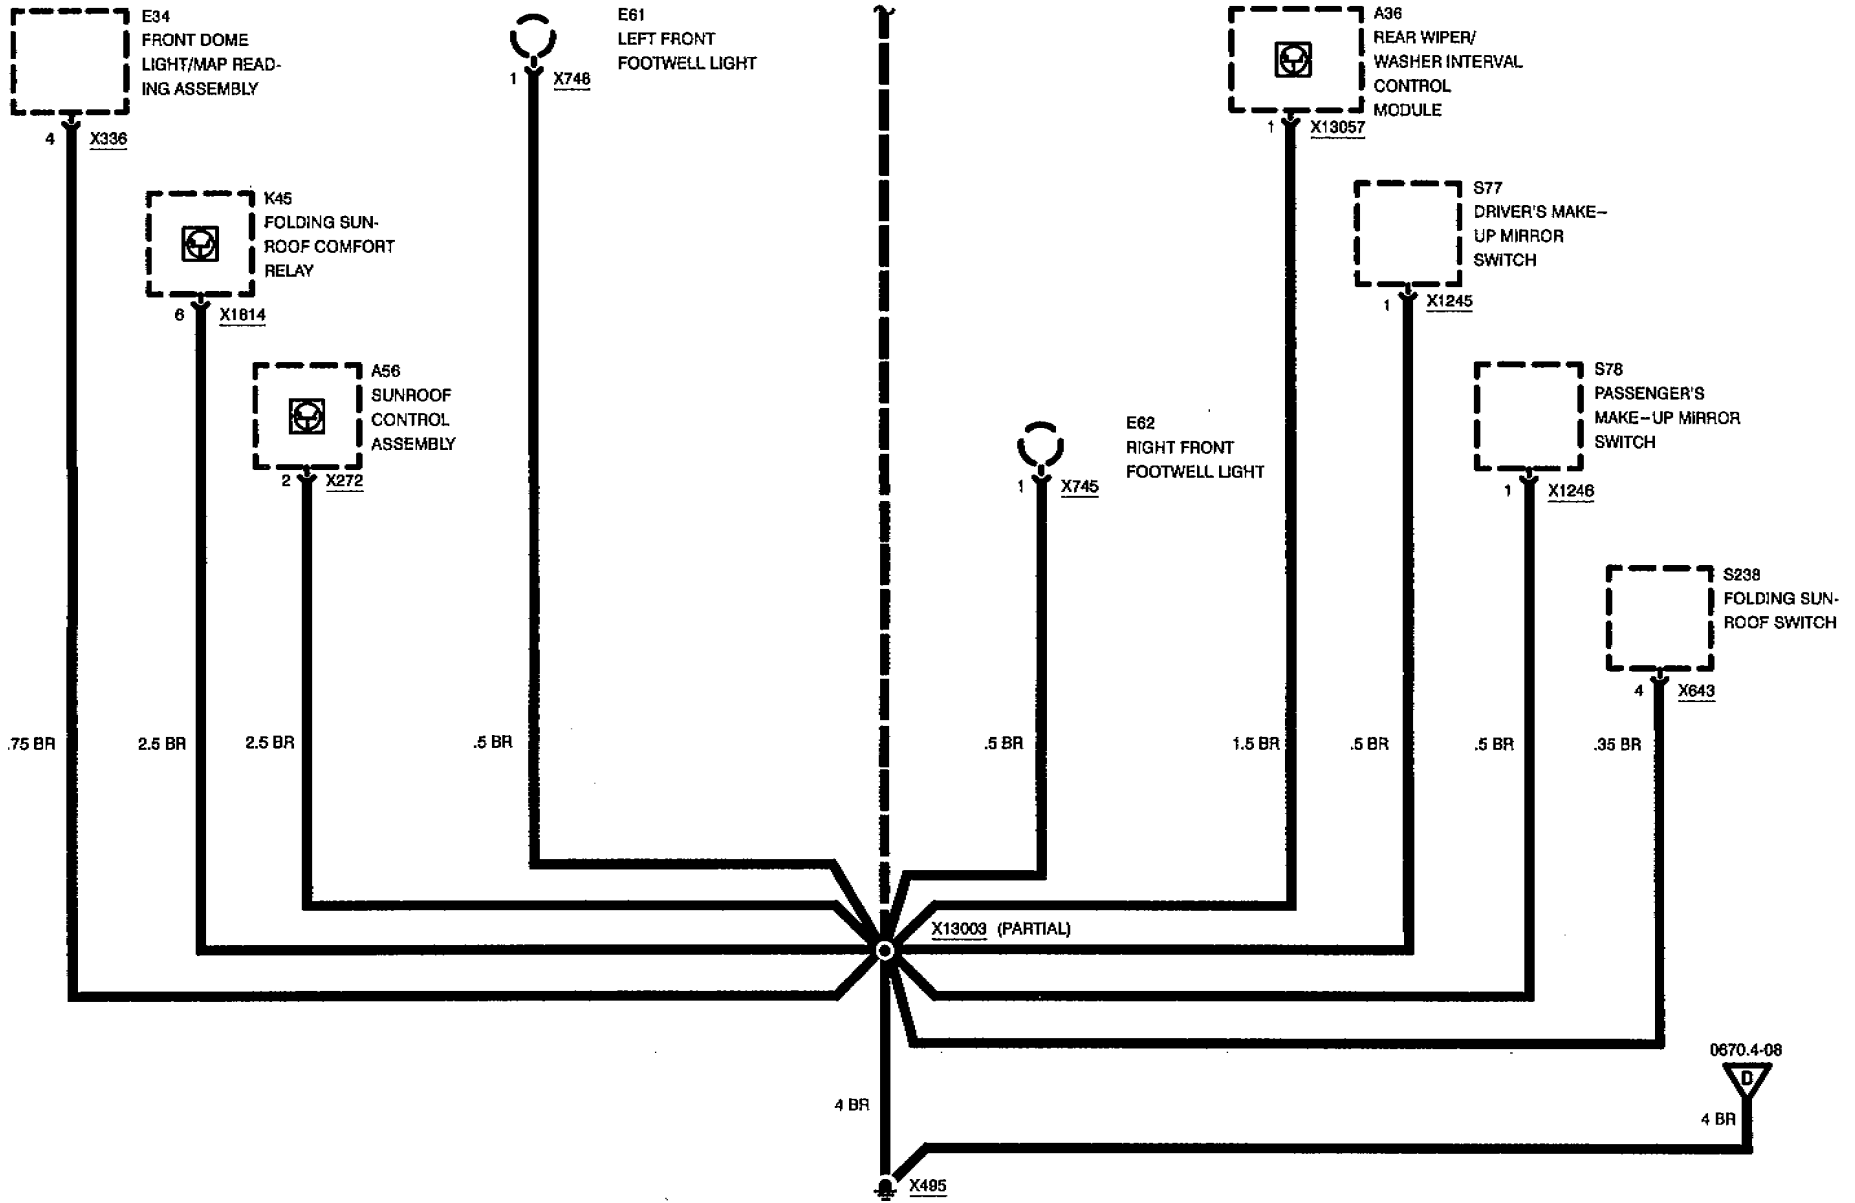 E34
FRONT DOME
LIGHT/MAP READ-
ING ASSEMBLY
4
X336
E61
LEFT FRONT
FOOTWELL LIGHT
1
X748
A36
REAR WIPER/
WASHER INTERVAL
CONTROL
MODULE
1
X13057
K45
FOLDING SUN-
ROOF COMFORT
RELAY
6
X1814
S77
DRIVER'S MAKE-
UP MIRROR
SWITCH
1
X1245
A56
SUNROOF
CONTROL
ASSEMBLY
2
X272
E62
RIGHT FRONT
FOOTWELL LIGHT
1
X745
S78
PASSENGER'S
MAKE-UP MIRROR
SWITCH
1
X1246
S238
FOLDING SUN-
ROOF SWITCH
4
X643
.75 BR
2.5 BR
2.5 BR
.5 BR
.5 BR
1.5 BR
.5 BR
.5 BR
.35 BR
X13003 (PARTIAL)
0670.4-08
D
4 BR
4 BR
X495